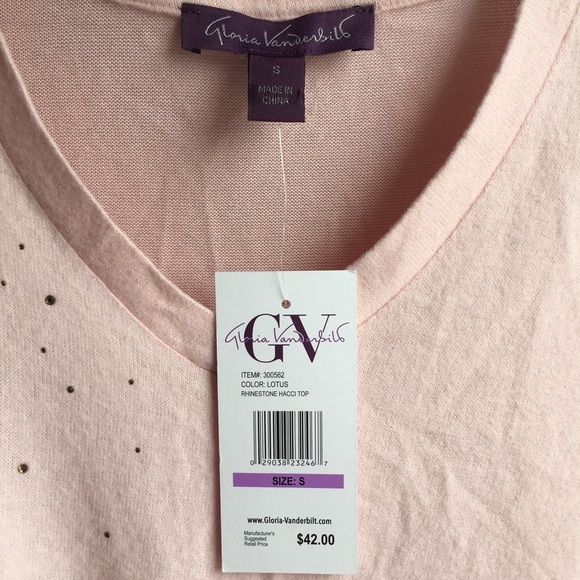 Gloria Vanderbilt
S
MADE IN
CHINA
GV
Gloria Vanderbilt
ITEM#: 300562
COLOR: LOTUS
RHINESTONE HACCI TOP
0 29038 23246 7
SIZE: S
www.Gloria-Vanderbilt.com
Manufacturer's
Suggested
Retail Price
$42.00